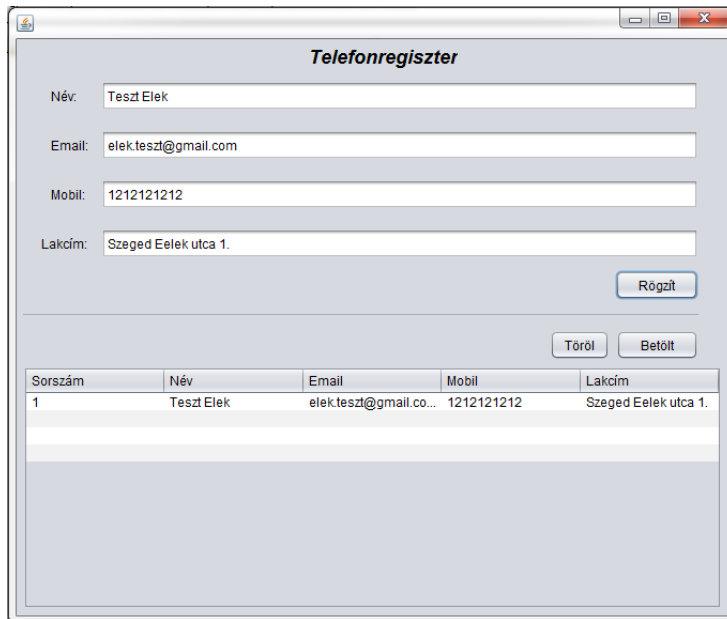 Telefonregiszter
Név: Teszt Elek
Email: elek.teszt@gmail.com
Mobil: 1212121212
Lakcím: Szeged Eelek utca 1.
Rögzít
Töröl Betölt
Sorszám Név Email Mobil Lakcím
1 Teszt Elek elek.teszt@gmail.co... 1212121212 Szeged Eelek utca 1.